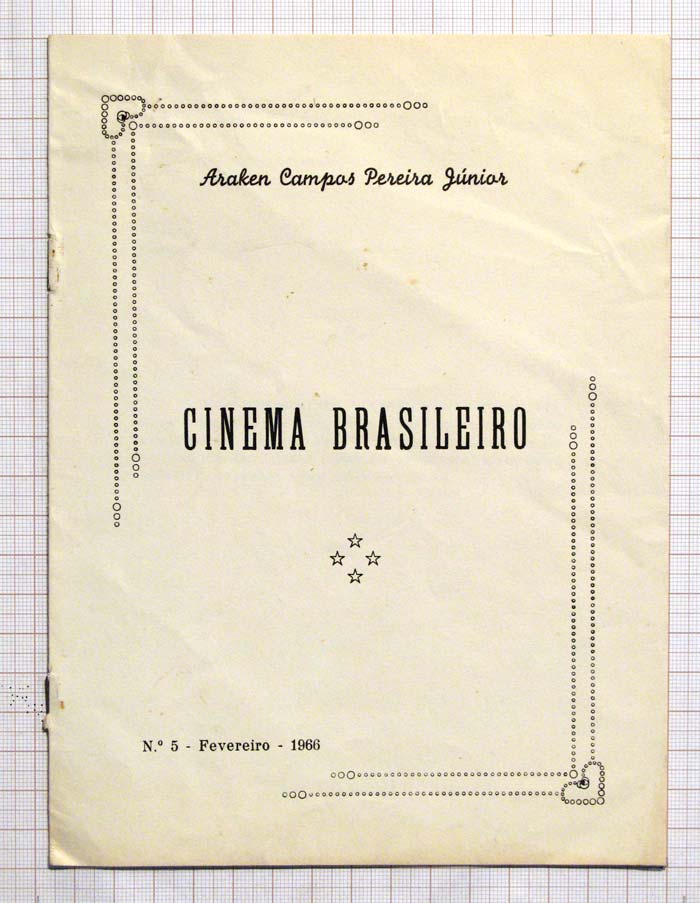 Araken Campos Pereira Júnior
CINEMA BRASILEIRO
N.º 5 - Fevereiro - 1966